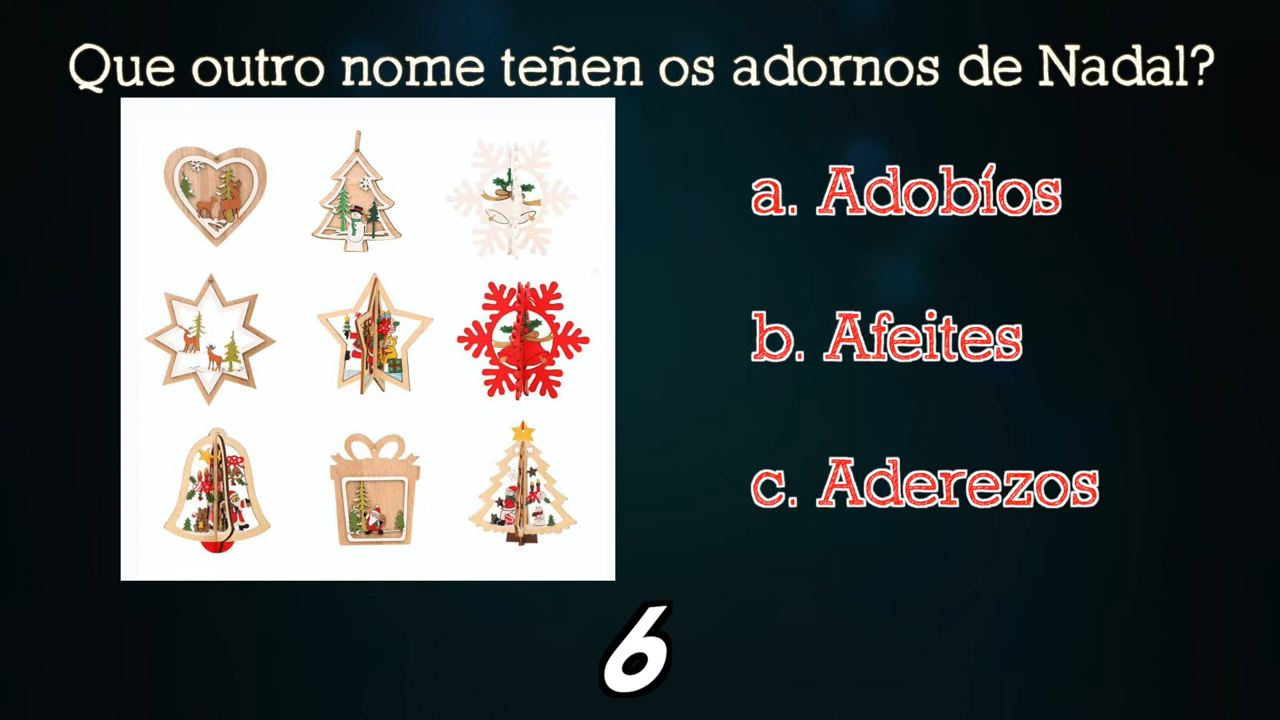 Que outro nome teñen os adornos de Nadal?
a. Adobíos
b. Afeites
c. Aderezos
6